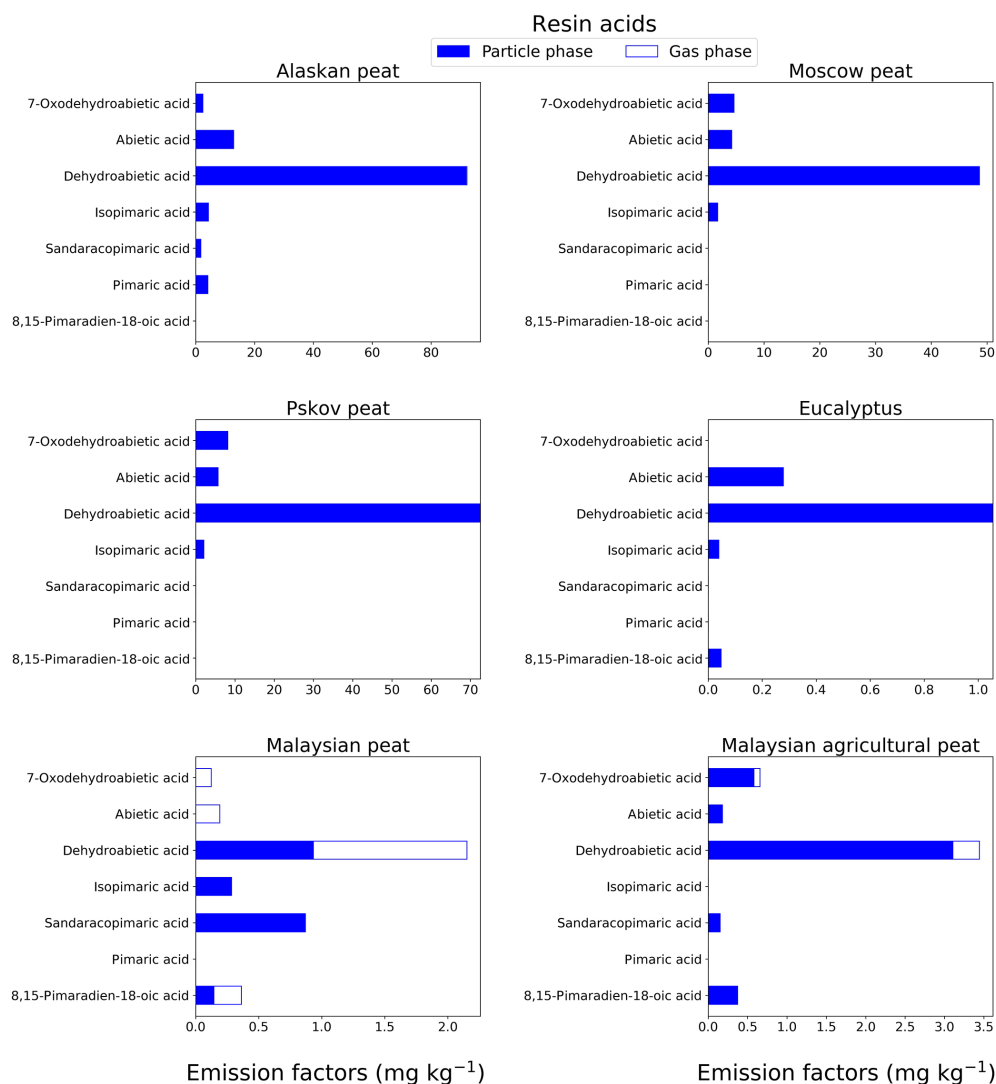 Resin acids
Particle phase Gas phase
Alaskan peat
7-Oxodehydroabietic acid
Abietic acid
Dehydroabietic acid
Isopimaric acid
Sandaracopimaric acid
Pimaric acid
8,15-Pimaradien-18-oic acid
0 20 40 60 80
Moscow peat
7-Oxodehydroabietic acid
Abietic acid
Dehydroabietic acid
Isopimaric acid
Sandaracopimaric acid
Pimaric acid
8,15-Pimaradien-18-oic acid
0 10 20 30 40 50
Pskov peat
7-Oxodehydroabietic acid
Abietic acid
Dehydroabietic acid
Isopimaric acid
Sandaracopimaric acid
Pimaric acid
8,15-Pimaradien-18-oic acid
0 10 20 30 40 50 60 70
Eucalyptus
7-Oxodehydroabietic acid
Abietic acid
Dehydroabietic acid
Isopimaric acid
Sandaracopimaric acid
Pimaric acid
8,15-Pimaradien-18-oic acid
0.0 0.2 0.4 0.6 0.8 1.0
Malaysian peat
7-Oxodehydroabietic acid
Abietic acid
Dehydroabietic acid
Isopimaric acid
Sandaracopimaric acid
Pimaric acid
8,15-Pimaradien-18-oic acid
0.0 0.5 1.0 1.5 2.0
Emission factors (mg kg⁻¹)
Malaysian agricultural peat
7-Oxodehydroabietic acid
Abietic acid
Dehydroabietic acid
Isopimaric acid
Sandaracopimaric acid
Pimaric acid
8,15-Pimaradien-18-oic acid
0.0 0.5 1.0 1.5 2.0 2.5 3.0 3.5
Emission factors (mg kg⁻¹)